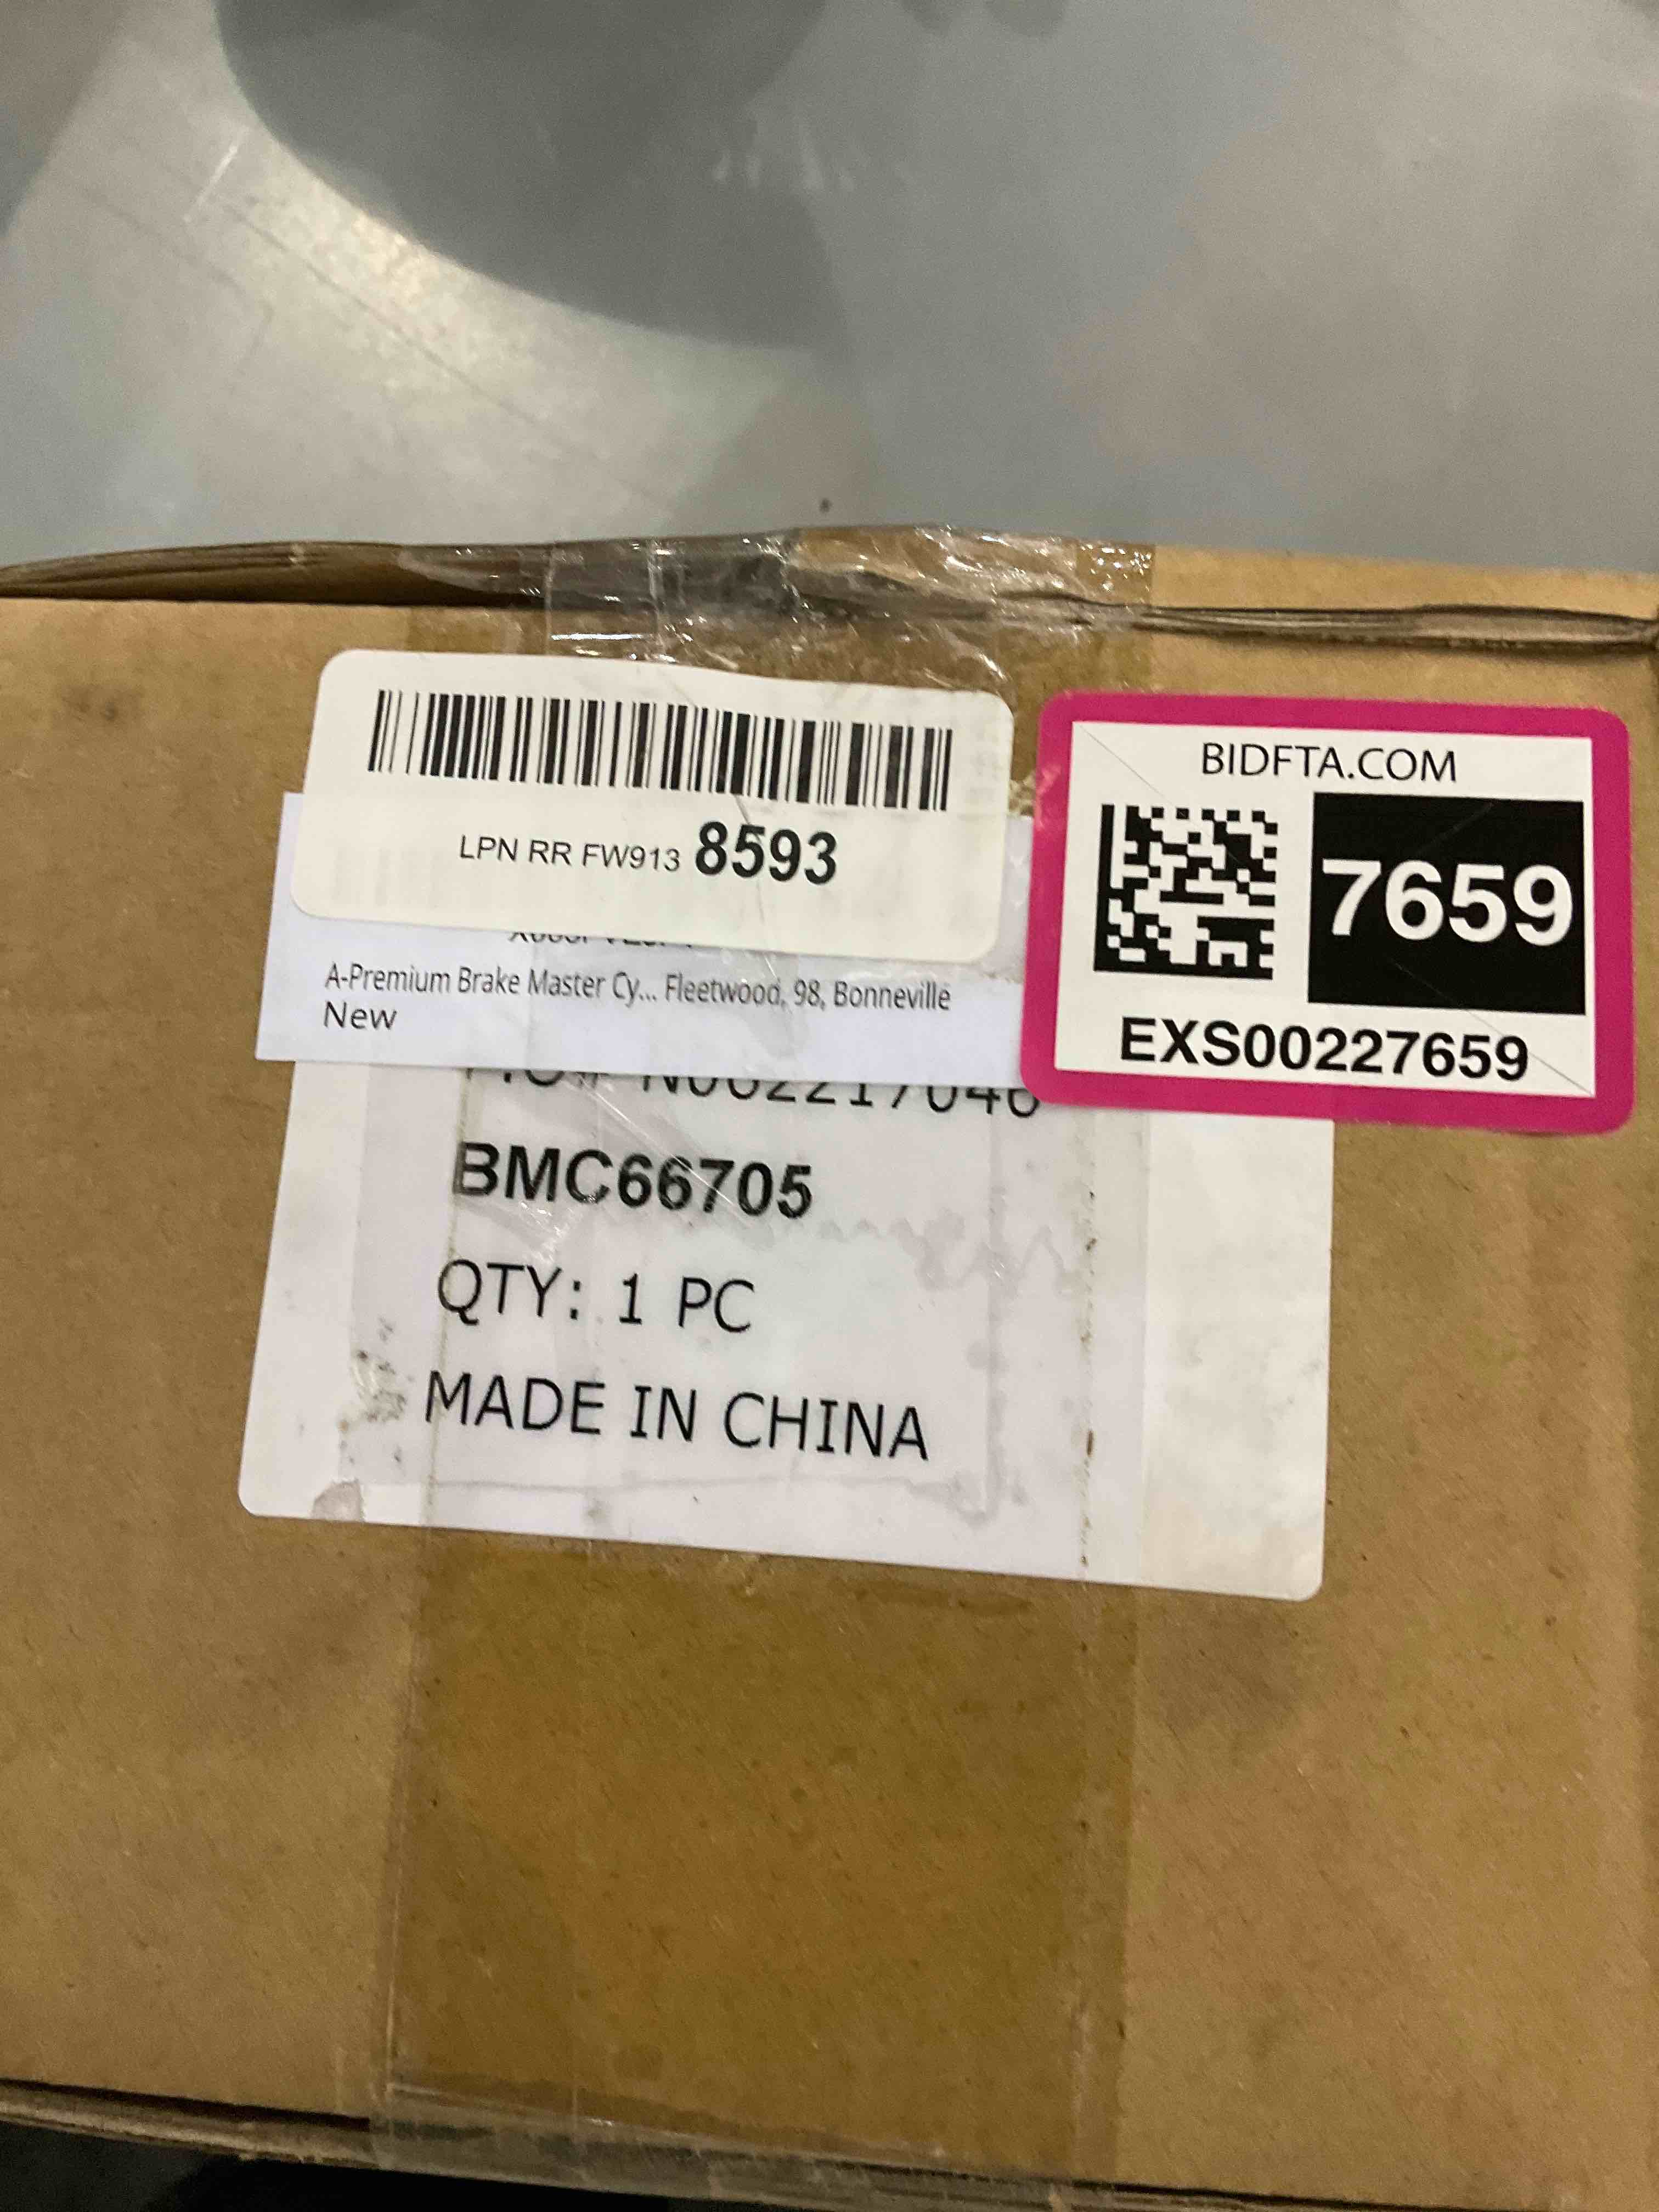 LPN RR FW913 8593
BIDFTA.COM
7659
EXS00227659
A-Premium Brake Master Cy... Fleetwood, 98, Bonneville
New
BMC66705
QTY: 1 PC
MADE IN CHINA